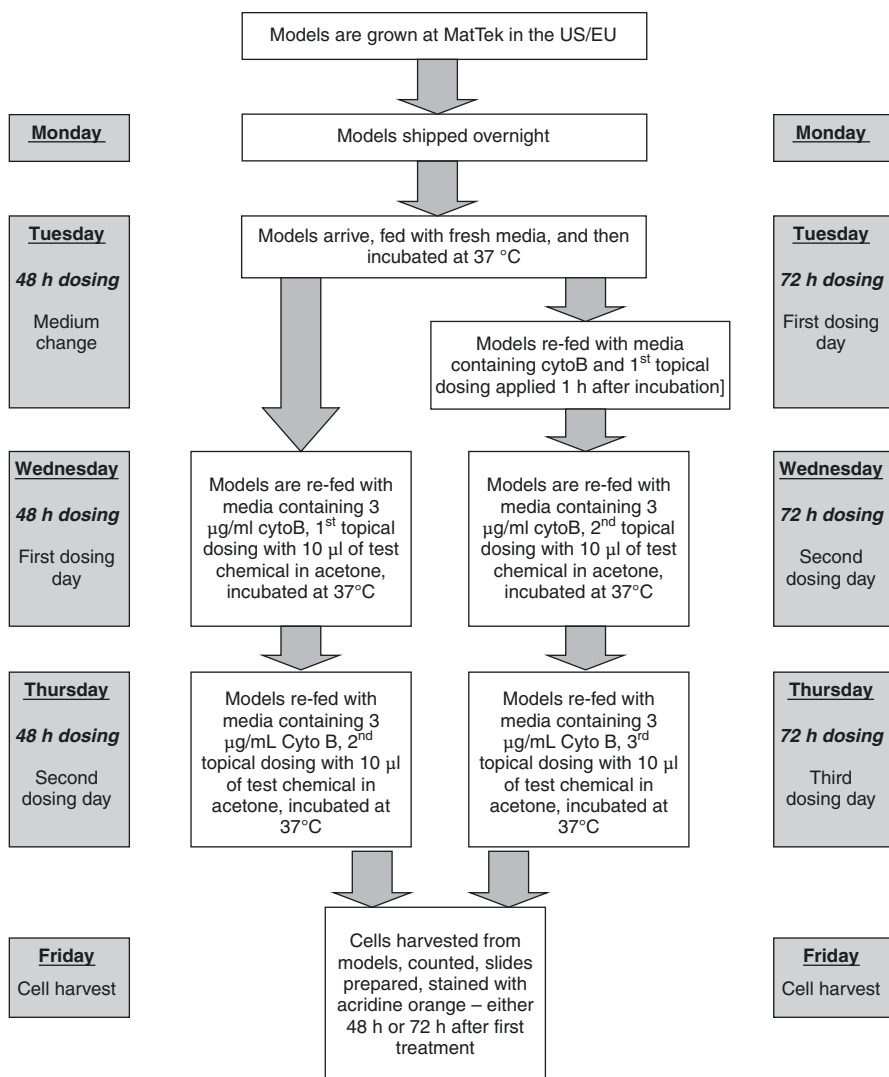 Models are grown at MatTek in the US/EU
Monday
Models shipped overnight
Monday
Tuesday
48 h dosing
Medium
change
Models arrive, fed with fresh media, and then
incubated at 37 °C
Tuesday
72 h dosing
First dosing
day
Models re-fed with media
containing cytoB and 1st topical
dosing applied 1 h after incubation]
Wednesday
48 h dosing
First dosing
day
Models are re-fed with
media containing 3
µg/ml cytoB, 1st topical
dosing with 10 µl of test
chemical in acetone,
incubated at 37°C
Models are re-fed with
media containing 3
µg/ml cytoB, 2nd topical
dosing with 10 µl of test
chemical in acetone,
incubated at 37°C
Wednesday
72 h dosing
Second
dosing day
Thursday
48 h dosing
Second
dosing day
Models re-fed with
media containing 3
µg/mL Cyto B, 2nd
topical dosing with 10 µl
of test chemical in
acetone, incubated at
37°C
Models re-fed with
media containing 3
µg/mL Cyto B, 3rd
topical dosing with 10 µl
of test chemical in
acetone, incubated at
37°C
Thursday
72 h dosing
Third
dosing day
Friday
Cell harvest
Cells harvested from
models, counted, slides
prepared, stained with
acridine orange – either
48 h or 72 h after first
treatment
Friday
Cell harvest